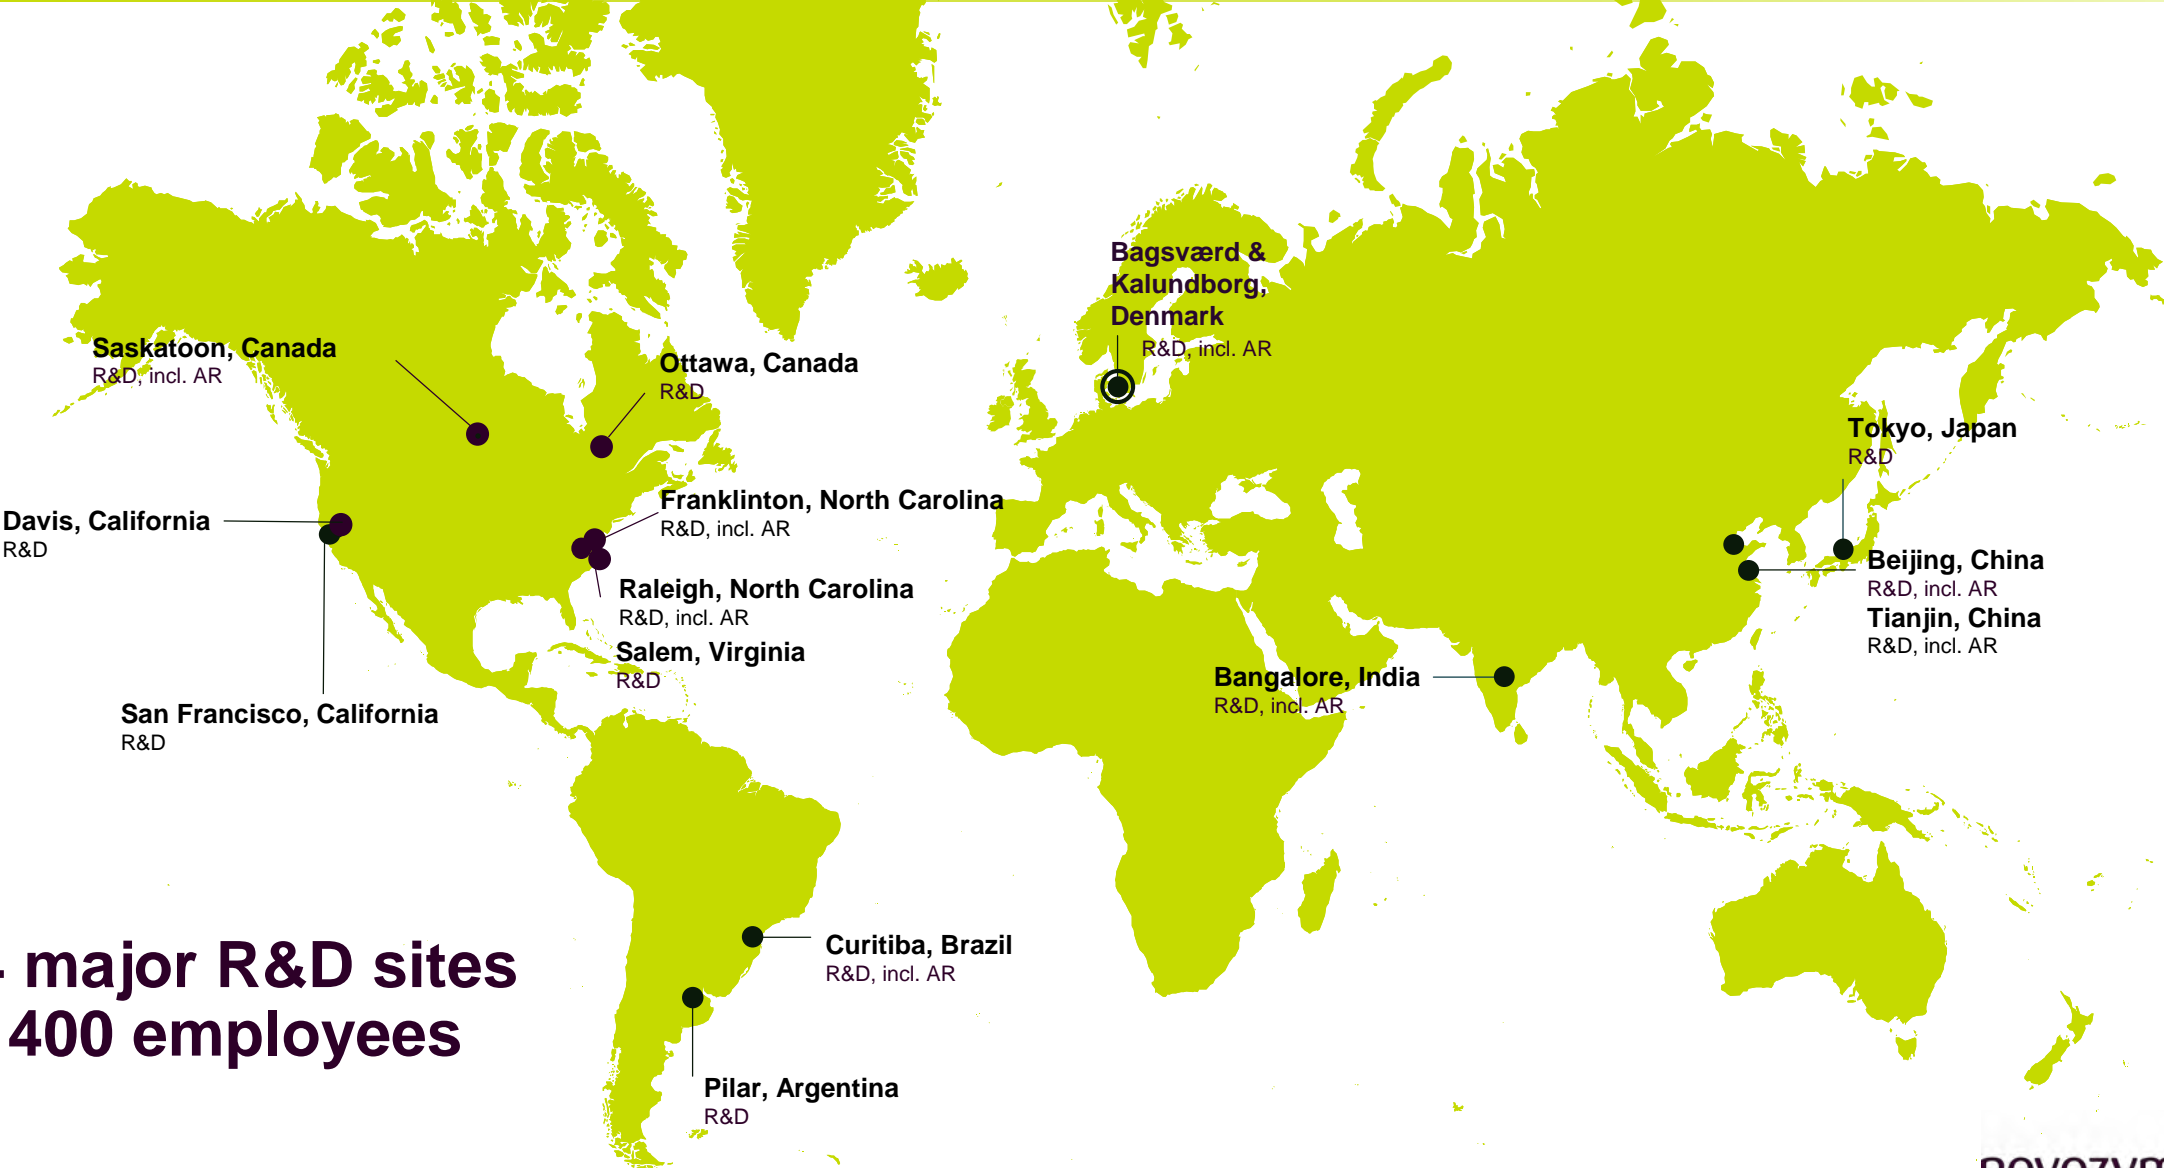 Bagsværd &
Kalundborg,
Denmark
R&D, incl. AR
Saskatoon, Canada
R&D, incl. AR
Ottawa, Canada
R&D
Tokyo, Japan
R&D
Davis, California
R&D
Franklinton, North Carolina
R&D, incl. AR
Raleigh, North Carolina
R&D, incl. AR
Salem, Virginia
R&D
Beijing, China
R&D, incl. AR
Tianjin, China
R&D, incl. AR
Bangalore, India
R&D, incl. AR
San Francisco, California
R&D
Curitiba, Brazil
R&D, incl. AR
major R&D sites
400 employees
Pilar, Argentina
R&D